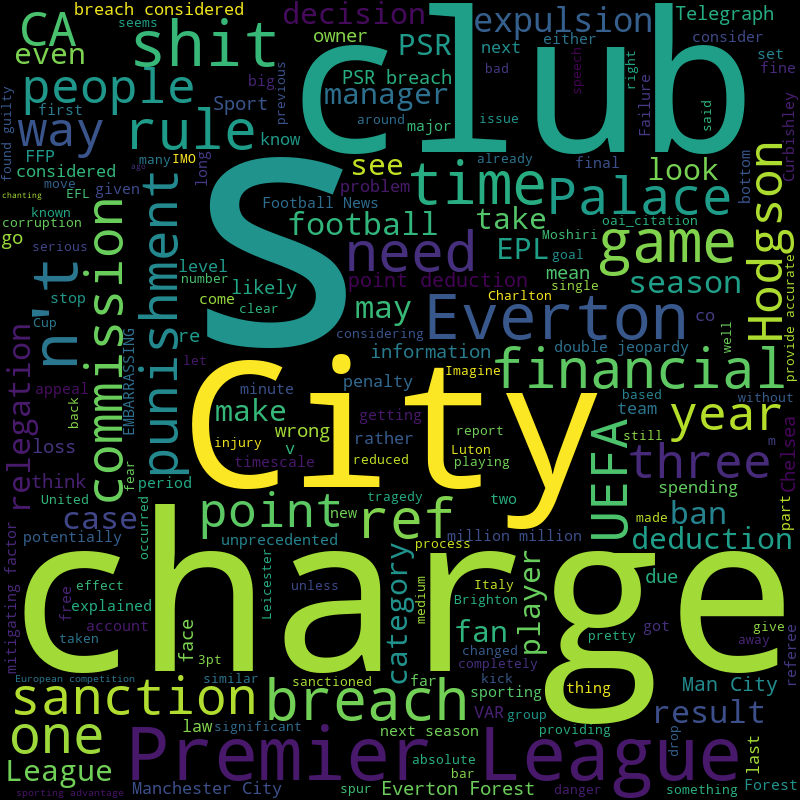 breach considered
seems
CA
even
shit
decision
owner
club
PSR
expulsion
next
either
Telegraph
consider
set
fine
people
big
previous
PSR breach
manager
bad
speech
issue
right
Failure
said
first
Sport
around
major
way
rule
know
found guilty
FFP
considered
many
IMO
long
see
time
already
final
look
bottom
Curbishley
move
EFL
given
ago
problem
Palace
chanting
known
corruption
Football News
football
take
oai_citation
game
Hodgson
go
serious
punishment
S
need
EPL
Moshiri
goal
mean
single
season
n't
stop
commission
level
number
likely
point deduction
come
clear
may
Charlton
Everton
co
well
provide accurate
Cup
re
considering
information
double jeopardy
relegation
appeal
back
EMBARRASSING
let
minute
penalty
Imagine
financial
based
without
team
City
make
getting
year
loss
fear
injury
wrong
v
rather
report
Luton
playing
UEFA
still
three
m
Chelsea
think
period
timescale
reduced
United
case
potentially
occurred
point
new
tragedy
two
ref
spending
ban
made
part
unprecedented
million million
deduction
process
charge
mitigating factor
effect
free
explained
account
taken
Leicester
unless
category
medium
Italy
Brighton
changed
player
due
pretty
got
give
away
face
3pt
fan
completely
referee
European competition
similar
sanctioned
far
kick
sporting
thing
Man City
sanction
breach
VAR
group
result
one
law
significant
next season
providing
drop
last
League
Premier League
absolute
bar
sporting advantage
Manchester City
spur
Everton Forest
danger
something
Forest